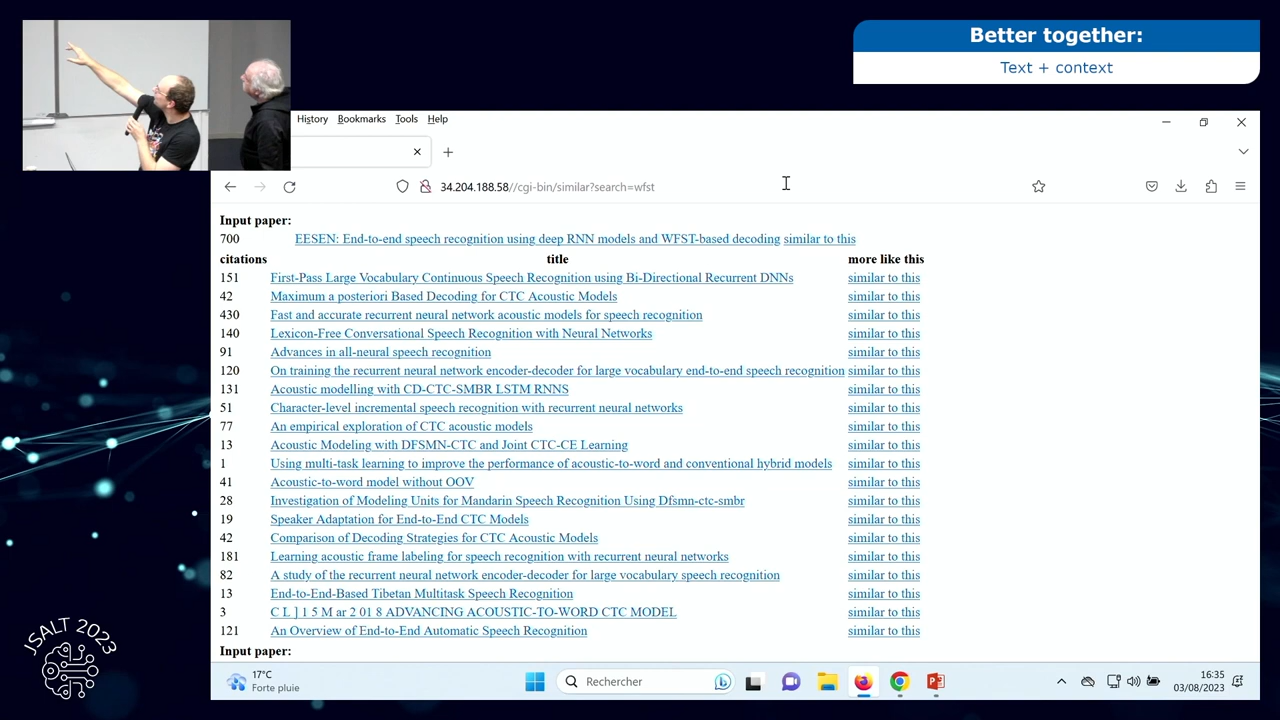 Better together:
Text + context
History Bookmarks Tools Help
34.204.188.58//cgi-bin/similar?search=wfst
Input paper:
700 EESEN: End-to-end speech recognition using deep RNN models and WFST-based decoding similar to this
citations title more like this
151 First-Pass Large Vocabulary Continuous Speech Recognition using Bi-Directional Recurrent DNNs similar to this
42 Maximum a posteriori Based Decoding for CTC Acoustic Models similar to this
430 Fast and accurate recurrent neural network acoustic models for speech recognition similar to this
140 Lexicon-Free Conversational Speech Recognition with Neural Networks similar to this
91 Advances in all-neural speech recognition similar to this
120 On training the recurrent neural network encoder-decoder for large vocabulary end-to-end speech recognition similar to this
131 Acoustic modelling with CD-CTC-SMBR LSTM RNNS similar to this
51 Character-level incremental speech recognition with recurrent neural networks similar to this
77 An empirical exploration of CTC acoustic models similar to this
13 Acoustic Modeling with DFSMN-CTC and Joint CTC-CE Learning similar to this
1 Using multi-task learning to improve the performance of acoustic-to-word and conventional hybrid models similar to this
41 Acoustic-to-word model without OOV similar to this
28 Investigation of Modeling Units for Mandarin Speech Recognition Using Dfsmn-ctc-smbr similar to this
19 Speaker Adaptation for End-to-End CTC Models similar to this
42 Comparison of Decoding Strategies for CTC Acoustic Models similar to this
181 Learning acoustic frame labeling for speech recognition with recurrent neural networks similar to this
82 A study of the recurrent neural network encoder-decoder for large vocabulary speech recognition similar to this
13 End-to-End-Based Tibetan Multitask Speech Recognition similar to this
3 C L ] 1 5 M ar 2 01 8 ADVANCING ACOUSTIC-TO-WORD CTC MODEL similar to this
121 An Overview of End-to-End Automatic Speech Recognition similar to this
Input paper:
JSALT 2023
17°C
Forte pluie
Rechercher
16:35
03/08/2023